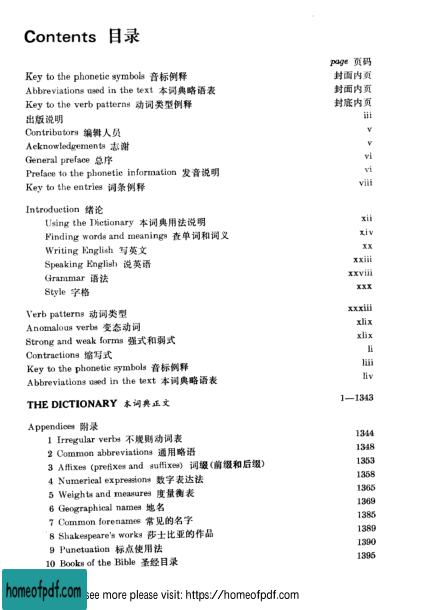 Contents 目录
page 页码
Key to the phonetic symbols 音标例释 封面内页
Abbreviations used in the text 本词典略语表 封面内页
Key to the verb patterns 动词类型例释 封底内页
出版说明 iii
Contributors 编辑人员 v
Acknowledgements 志谢 v
General preface 总序 vi
Preface to the phonetic information 发音说明 vi
Key to the entries 词条例释 viii
Introduction 绪论
Using the Dictionary 本词典用法说明 xii
Finding words and meanings 查单词和词义 xiv
Writing English 写英文 xx
Speaking English 说英语 xxiii
Grammar 语法 xxviii
Style 字格 xxx
Verb patterns 动词类型 xxxiii
Anomalous verbs 变态动词 xlix
Strong and weak forms 强式和弱式 xlix
Contractions 缩写式 li
Key to the phonetic symbols 音标例释 liii
Abbreviations used in the text 本词典略语表 liv
THE DICTIONARY 本词典正文 1—1343
Appendices 附录
1 Irregular verbs 不规则动词表 1344
2 Common abbreviations 通用略语 1348
3 Affixes (prefixes and suffixes) 词缀(前缀和后缀) 1353
4 Numerical expressions 数字表达法 1358
5 Weights and measures 度量衡表 1365
6 Geographical names 地名 1369
7 Common forenames 常见的名字 1385
8 Shakespeare's works 莎士比亚的作品 1389
9 Punctuation 标点使用法 1390
10 Books of the Bible 圣经目录 1395
homeofpdf.com
see more please visit: https://homeofpdf.com